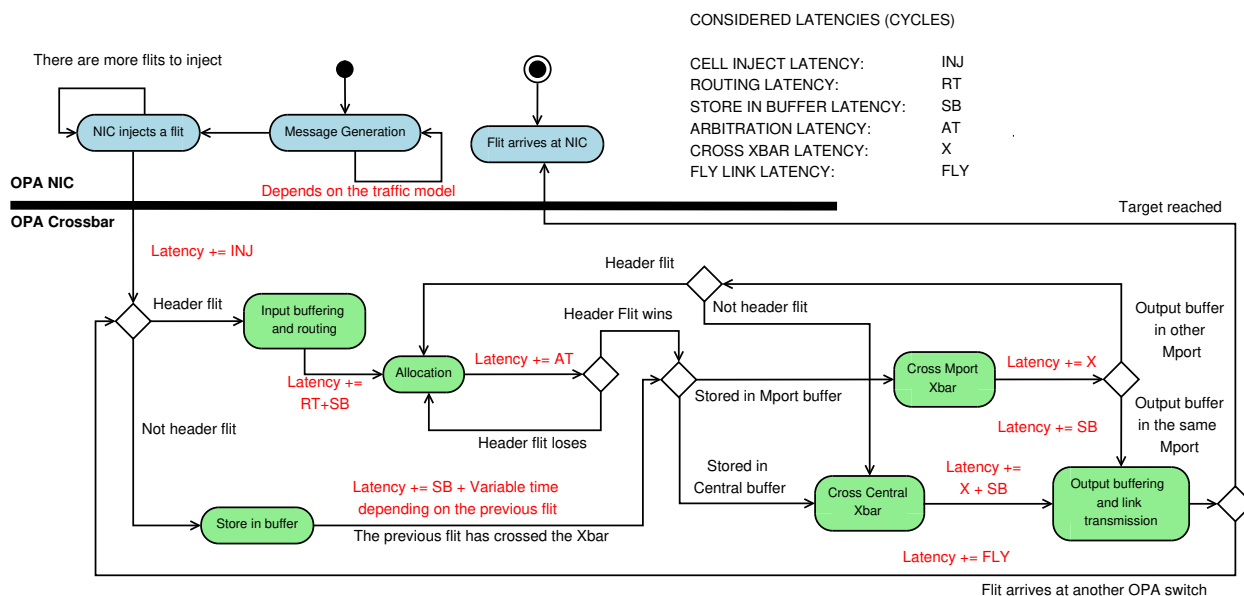 CONSIDERED LATENCIES (CYCLES)
There are more flits to inject
CELL INJECT LATENCY: INJ
ROUTING LATENCY: RT
STORE IN BUFFER LATENCY: SB
ARBITRATION LATENCY: AT
CROSS XBAR LATENCY: X
FLY LINK LATENCY: FLY
NIC injects a flit
Message Generation
Flit arrives at NIC
Depends on the traffic model
OPA NIC
OPA Crossbar
Target reached
Latency += INJ
Header flit
Input buffering
and routing
Latency +=
RT+SB
Allocation
Latency += AT
Header flit
Not header flit
Header Flit wins
Header flit loses
Stored in Mport buffer
Cross Mport
Xbar
Latency += X
Output buffer
in other
Mport
Output buffer
in the same
Mport
Latency += SB
Not header flit
Store in buffer
Latency += SB + Variable time
depending on the previous flit
The previous flit has crossed the Xbar
Stored in
Central buffer
Cross Central
Xbar
Latency +=
X + SB
Output buffering
and link
transmission
Latency += FLY
Flit arrives at another OPA switch